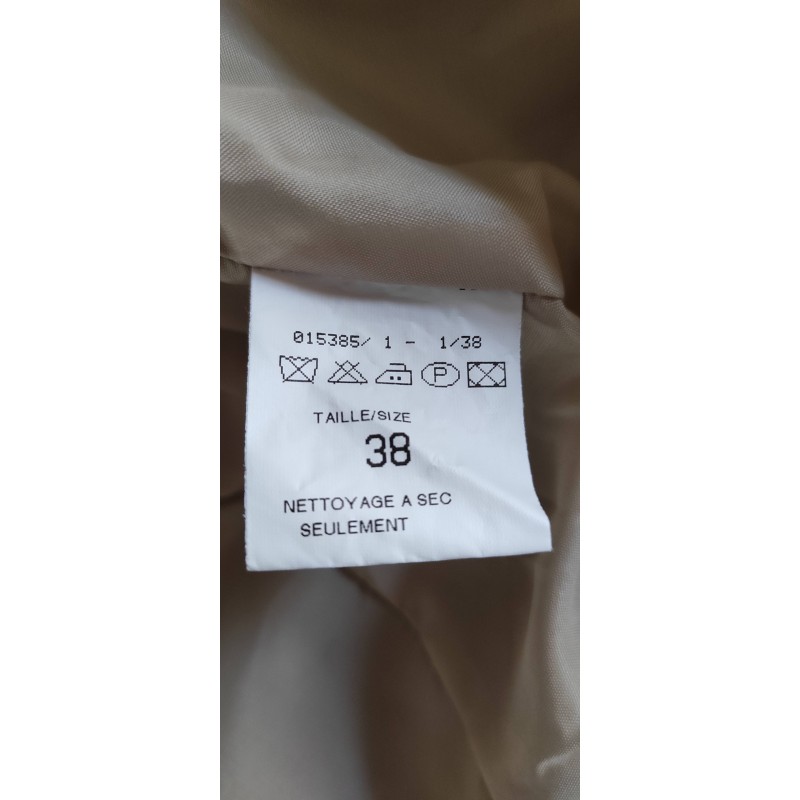 015385/ 1 - 1/38
P
TAILLE/SIZE
38
NETTOYAGE A SEC
SEULEMENT